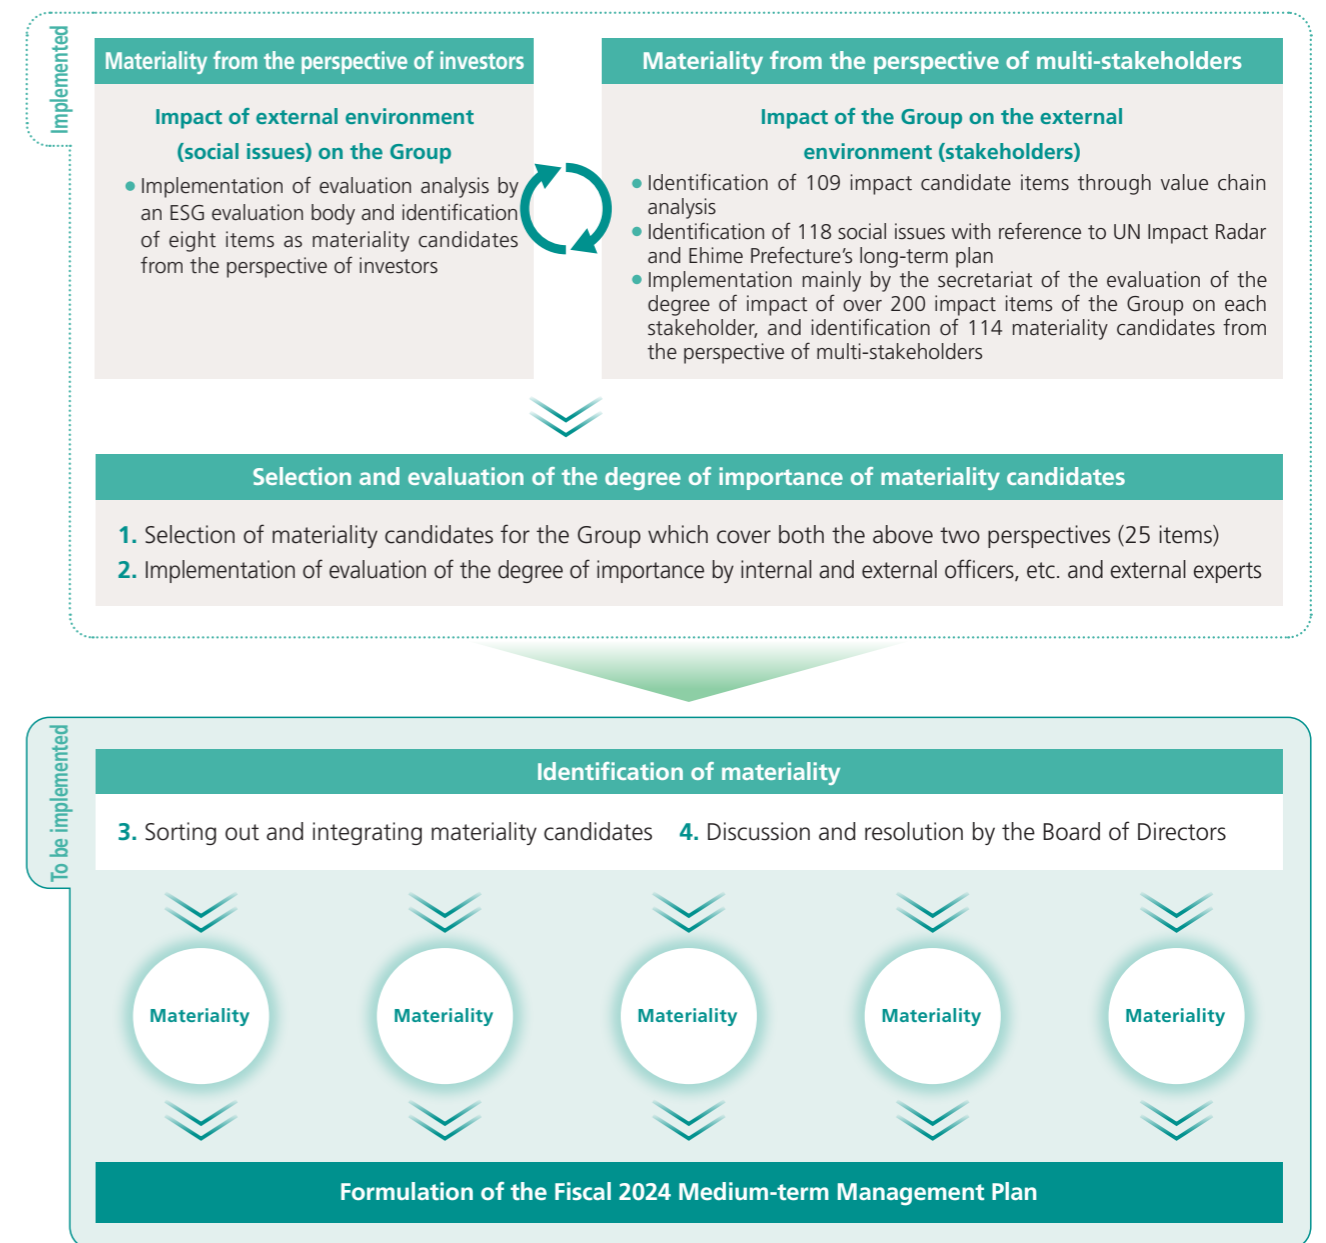 Implemented
Materiality from the perspective of investors
Impact of external environment
(social issues) on the Group
● Implementation of evaluation analysis by
an ESG evaluation body and identification
of eight items as materiality candidates
from the perspective of investors
Materiality from the perspective of multi-stakeholders
Impact of the Group on the external
environment (stakeholders)
● Identification of 109 impact candidate items through value chain
analysis
● Identification of 118 social issues with reference to UN Impact Radar
and Ehime Prefecture’s long-term plan
● Implementation mainly by the secretariat of the evaluation of the
degree of impact of over 200 impact items of the Group on each
stakeholder, and identification of 114 materiality candidates from
the perspective of multi-stakeholders
Selection and evaluation of the degree of importance of materiality candidates
1. Selection of materiality candidates for the Group which cover both the above two perspectives (25 items)
2. Implementation of evaluation of the degree of importance by internal and external officers, etc. and external experts
To be implemented
Identification of materiality
3. Sorting out and integrating materiality candidates 4. Discussion and resolution by the Board of Directors
Materiality Materiality Materiality Materiality Materiality
Formulation of the Fiscal 2024 Medium-term Management Plan